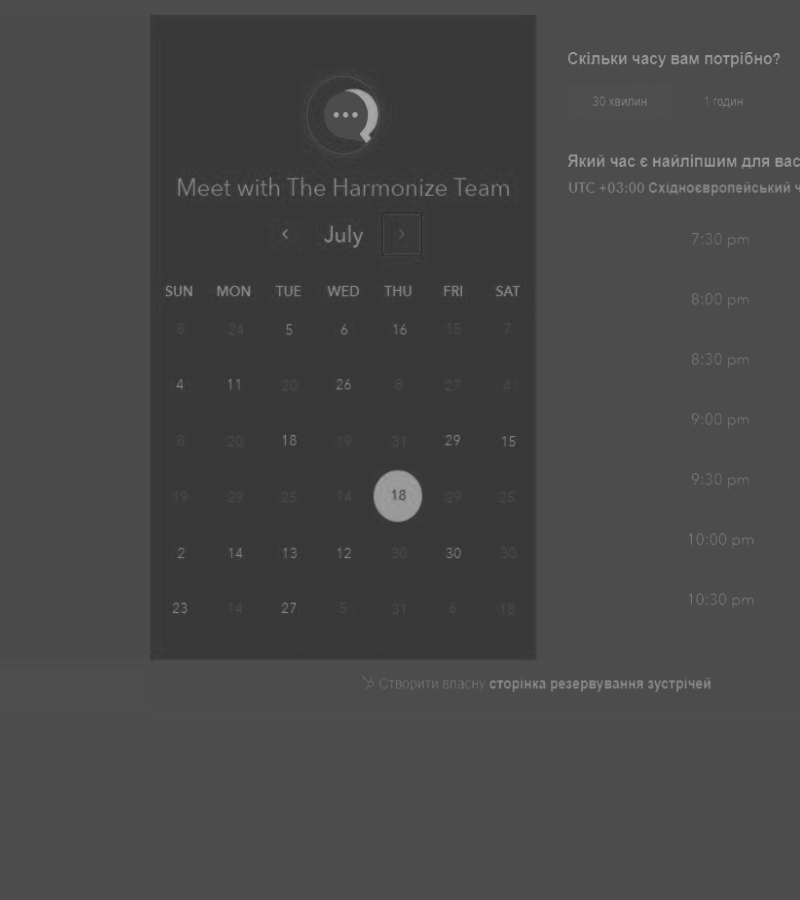 Meet with The Harmonize Team
July
SUN MON TUE WED THU FRI SAT
8 24 5 6 16 15 7
4 11 20 26 8 27 4
8 20 18 19 31 29 15
19 29 25 14 18 29 25
2 14 13 12 30 30 30
23 14 27 5 31 6 18
Скільки часу вам потрібно?
30 хвилин 1 годин
Який час є найліпшим для вас
UTC +03:00 Східноєвропейський ч
7:30 pm
8:00 pm
8:30 pm
9:00 pm
9:30 pm
10:00 pm
10:30 pm
Створити власну сторінка резервування зустрічей